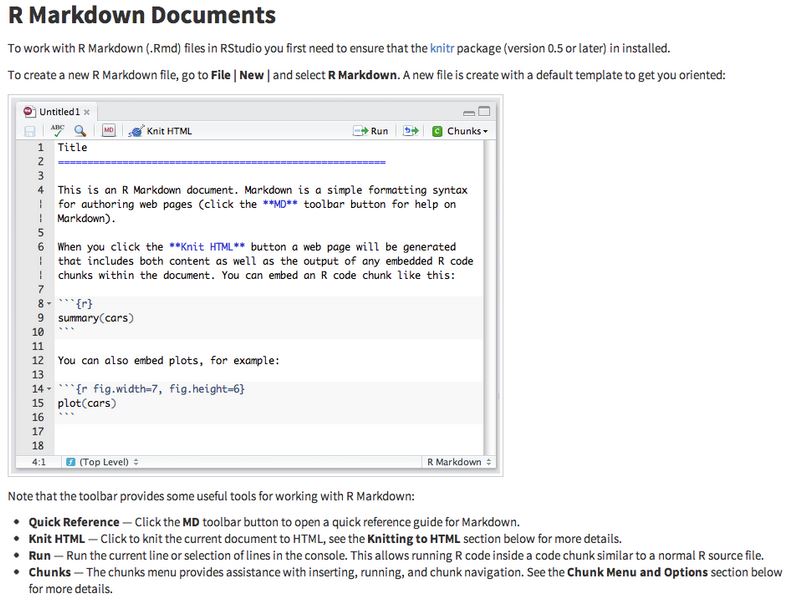 R Markdown Documents
To work with R Markdown (.Rmd) files in RStudio you first need to ensure that the knitr package (version 0.5 or later) in installed.
To create a new R Markdown file, go to File | New | and select R Markdown. A new file is create with a default template to get you oriented:
Untitled1 ×
ABC MD Knit HTML Run C Chunks
1 Title
2 ========================================================
3
4 This is an R Markdown document. Markdown is a simple formatting syntax
for authoring web pages (click the **MD** toolbar button for help on
Markdown).
5
6 When you click the **Knit HTML** button a web page will be generated
that includes both content as well as the output of any embedded R code
chunks within the document. You can embed an R code chunk like this:
7
8 ```{r}
9 summary(cars)
10 ```
11
12 You can also embed plots, for example:
13
14 ```{r fig.width=7, fig.height=6}
15 plot(cars)
16 ```
17
18
4:1 (Top Level) R Markdown
Note that the toolbar provides some useful tools for working with R Markdown:
• Quick Reference — Click the MD toolbar button to open a quick reference guide for Markdown.
• Knit HTML — Click to knit the current document to HTML, see the Knitting to HTML section below for more details.
• Run — Run the current line or selection of lines in the console. This allows running R code inside a code chunk similar to a normal R source file.
• Chunks — The chunks menu provides assistance with inserting, running, and chunk navigation. See the Chunk Menu and Options section below
for more details.